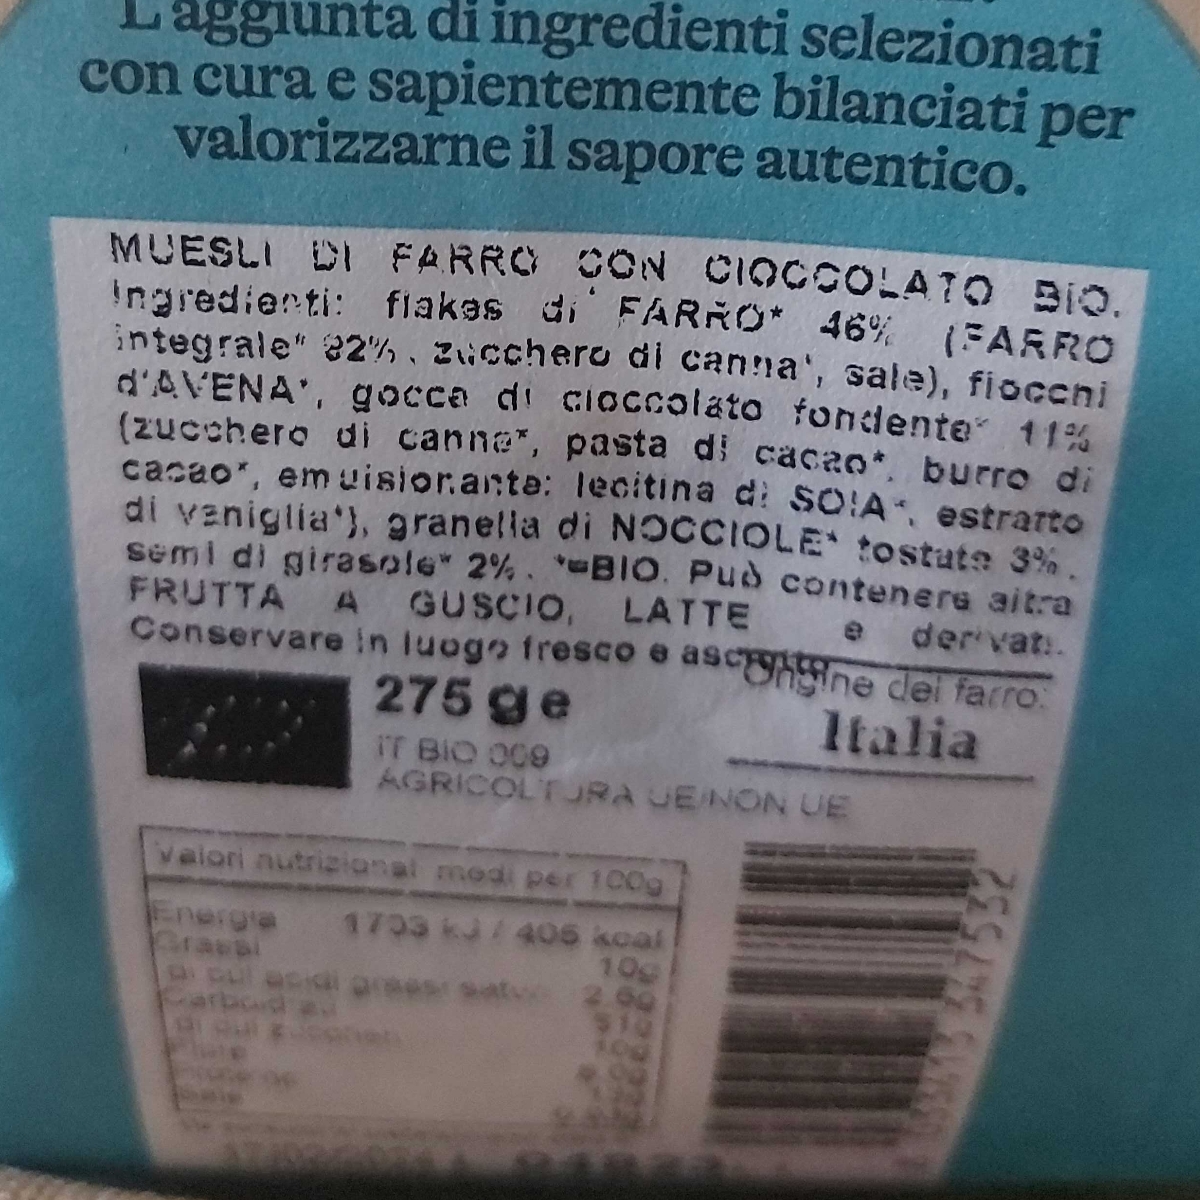 L'aggiunta di ingredienti selezionati
con cura e sapientemente bilanciati per
valorizzarne il sapore autentico.
MUESLI DI FARRO CON CIOCCOLATO BIO.
Ingredienti: flakes di FARRO* 46% (FARRO
integrale* 92%, zucchero di canna*, sale), fiocchi
d'AVENA*, gocce di cioccolato fondente* 11%
(zucchero di canna*, pasta di cacao*, burro di
cacao*, emulsionante: lecitina di SOIA*, estratto
di vaniglia*), granella di NOCCIOLE* tostate 3%.
semi di girasole* 2%. *=BIO. Può contenere altra
FRUTTA A GUSCIO, LATTE e derivati.
Conservare in luogo fresco e asciutto.
275 g e
Origine del farro:
Italia
IT BIO 009
AGRICOLTURA UE/NON UE
Valori nutrizionali medi per 100g
Energia 1703 kJ / 405 kcal
Grassi 10g
di cui acidi grassi